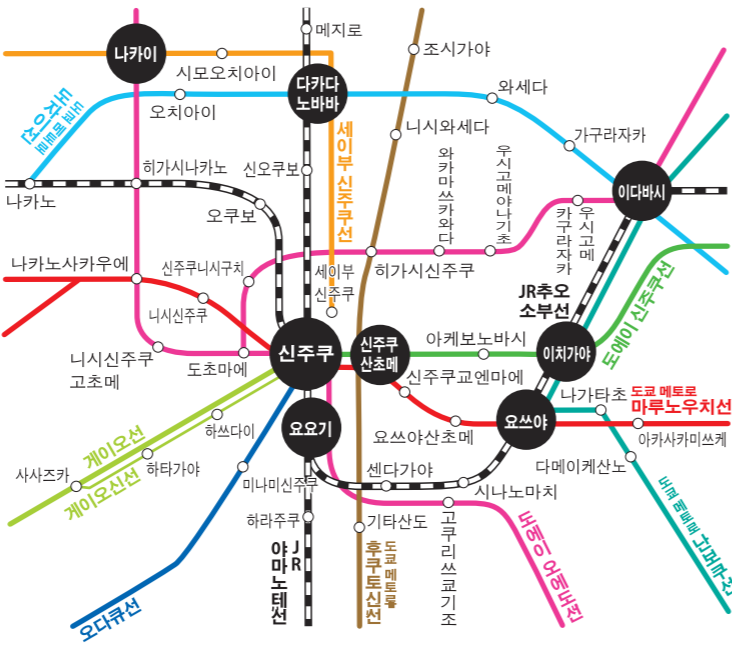 메지로
나카이
시모오치아이
조시가야
다카다
노바바
와세다
도쿄 메트로
도자이선
오치아이
세이부 신주쿠선
니시와세다
가구라자카
히가시나카노
신오쿠보
와카마쓰카와다
우시고메야나기초
이다바시
나카노
오쿠보
우시고메
카구라자카
나카노사카우에
신주쿠니시구치
세이부
신주쿠
히가시신주쿠
JR추오
소부선
도에이 신주쿠선
니시신주쿠
신주쿠
신주쿠
산초메
아케보노바시
이치가야
니시신주쿠
고초메
도초마에
신주쿠교엔마에
나가타초
도쿄 메트로
마루노우치선
하쓰다이
요요기
요쓰야산초메
요쓰야
아카사카미쓰케
게이오선
게이오신선
사사즈카
하타가야
미나미신주쿠
센다가야
시나노마치
다메이케산노
도쿄 메트로 난보쿠선
하라주쿠
기타산도
고쿠리쓰쿄기조
도에이 오에도선
JR
야마노테선
도쿄 메트로
후쿠토신선
오다큐선